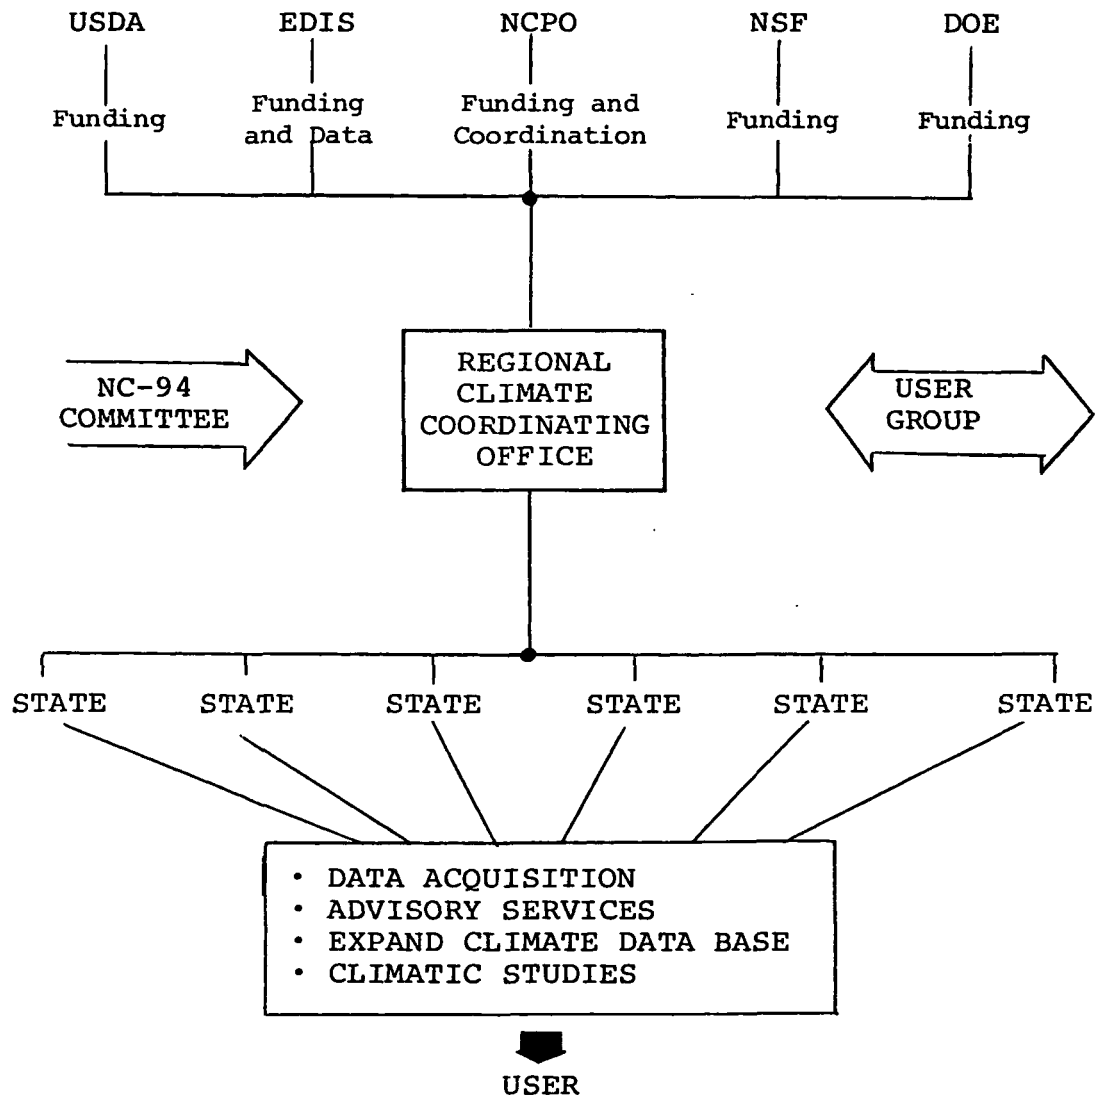 USDA EDIS NCPO NSF DOE
Funding
Funding
and Data
Funding and
Coordination
Funding
Funding
NC-94
COMMITTEE
REGIONAL
CLIMATE
COORDINATING
OFFICE
USER
GROUP
STATE STATE STATE STATE STATE STATE
• DATA ACQUISITION
• ADVISORY SERVICES
• EXPAND CLIMATE DATA BASE
• CLIMATIC STUDIES
USER